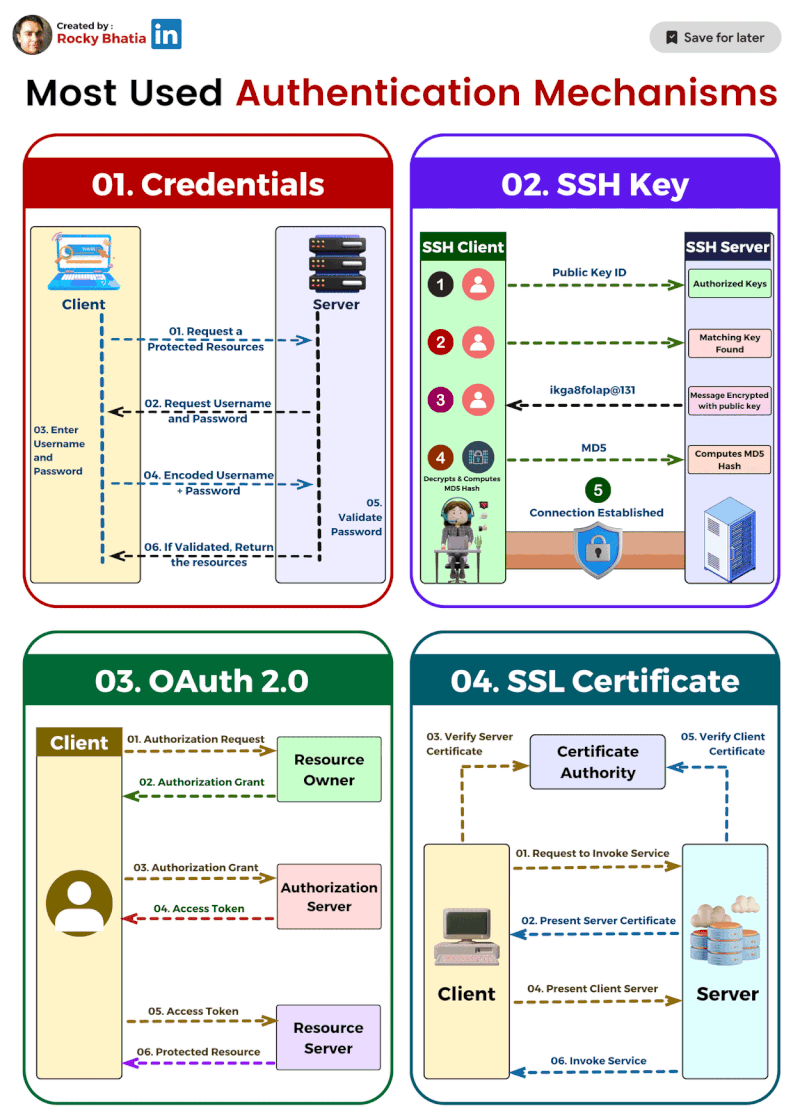 Created by :
Rocky Bhatia
in
Save for later
Most Used Authentication Mechanisms
01. Credentials
Client
Server
01. Request a
Protected Resources
02. Request Username
and Password
03. Enter
Username
and
Password
04. Encoded Username
+ Password
05.
Validate
Password
06. If Validated, Return
the resources
02. SSH Key
SSH Client
SSH Server
1
Public Key ID
Authorized Keys
2
Matching Key
Found
3
ikga8folap@131
Message Encrypted
with public key
4
MD5
Computes MD5
Hash
Decrypts & Computes
MD5 Hash
5
Connection Established
03. OAuth 2.0
Client
01. Authorization Request
Resource
Owner
02. Authorization Grant
03. Authorization Grant
Authorization
Server
04. Access Token
05. Access Token
Resource
Server
06. Protected Resource
04. SSL Certificate
03. Verify Server
Certificate
Certificate
Authority
05. Verify Client
Certificate
01. Request to Invoke Service
02. Present Server Certificate
Client
04. Present Client Server
Server
06. Invoke Service